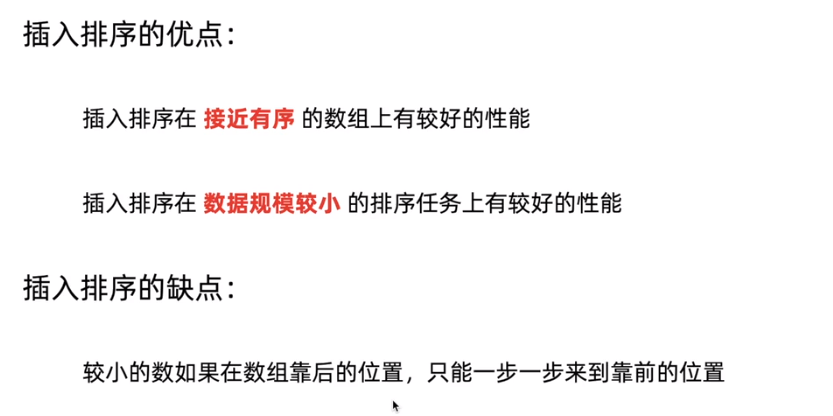 插入排序的优点：
插入排序在 接近有序 的数组上有较好的性能
插入排序在 数据规模较小 的排序任务上有较好的性能
插入排序的缺点：
较小的数如果在数组靠后的位置，只能一步一步来到靠前的位置